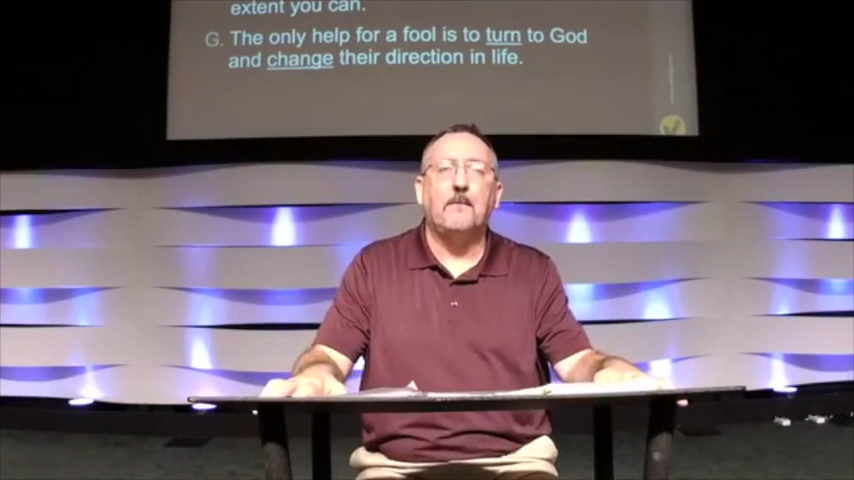 extent you can.
G. The only help for a fool is to turn to God
and change their direction in life.